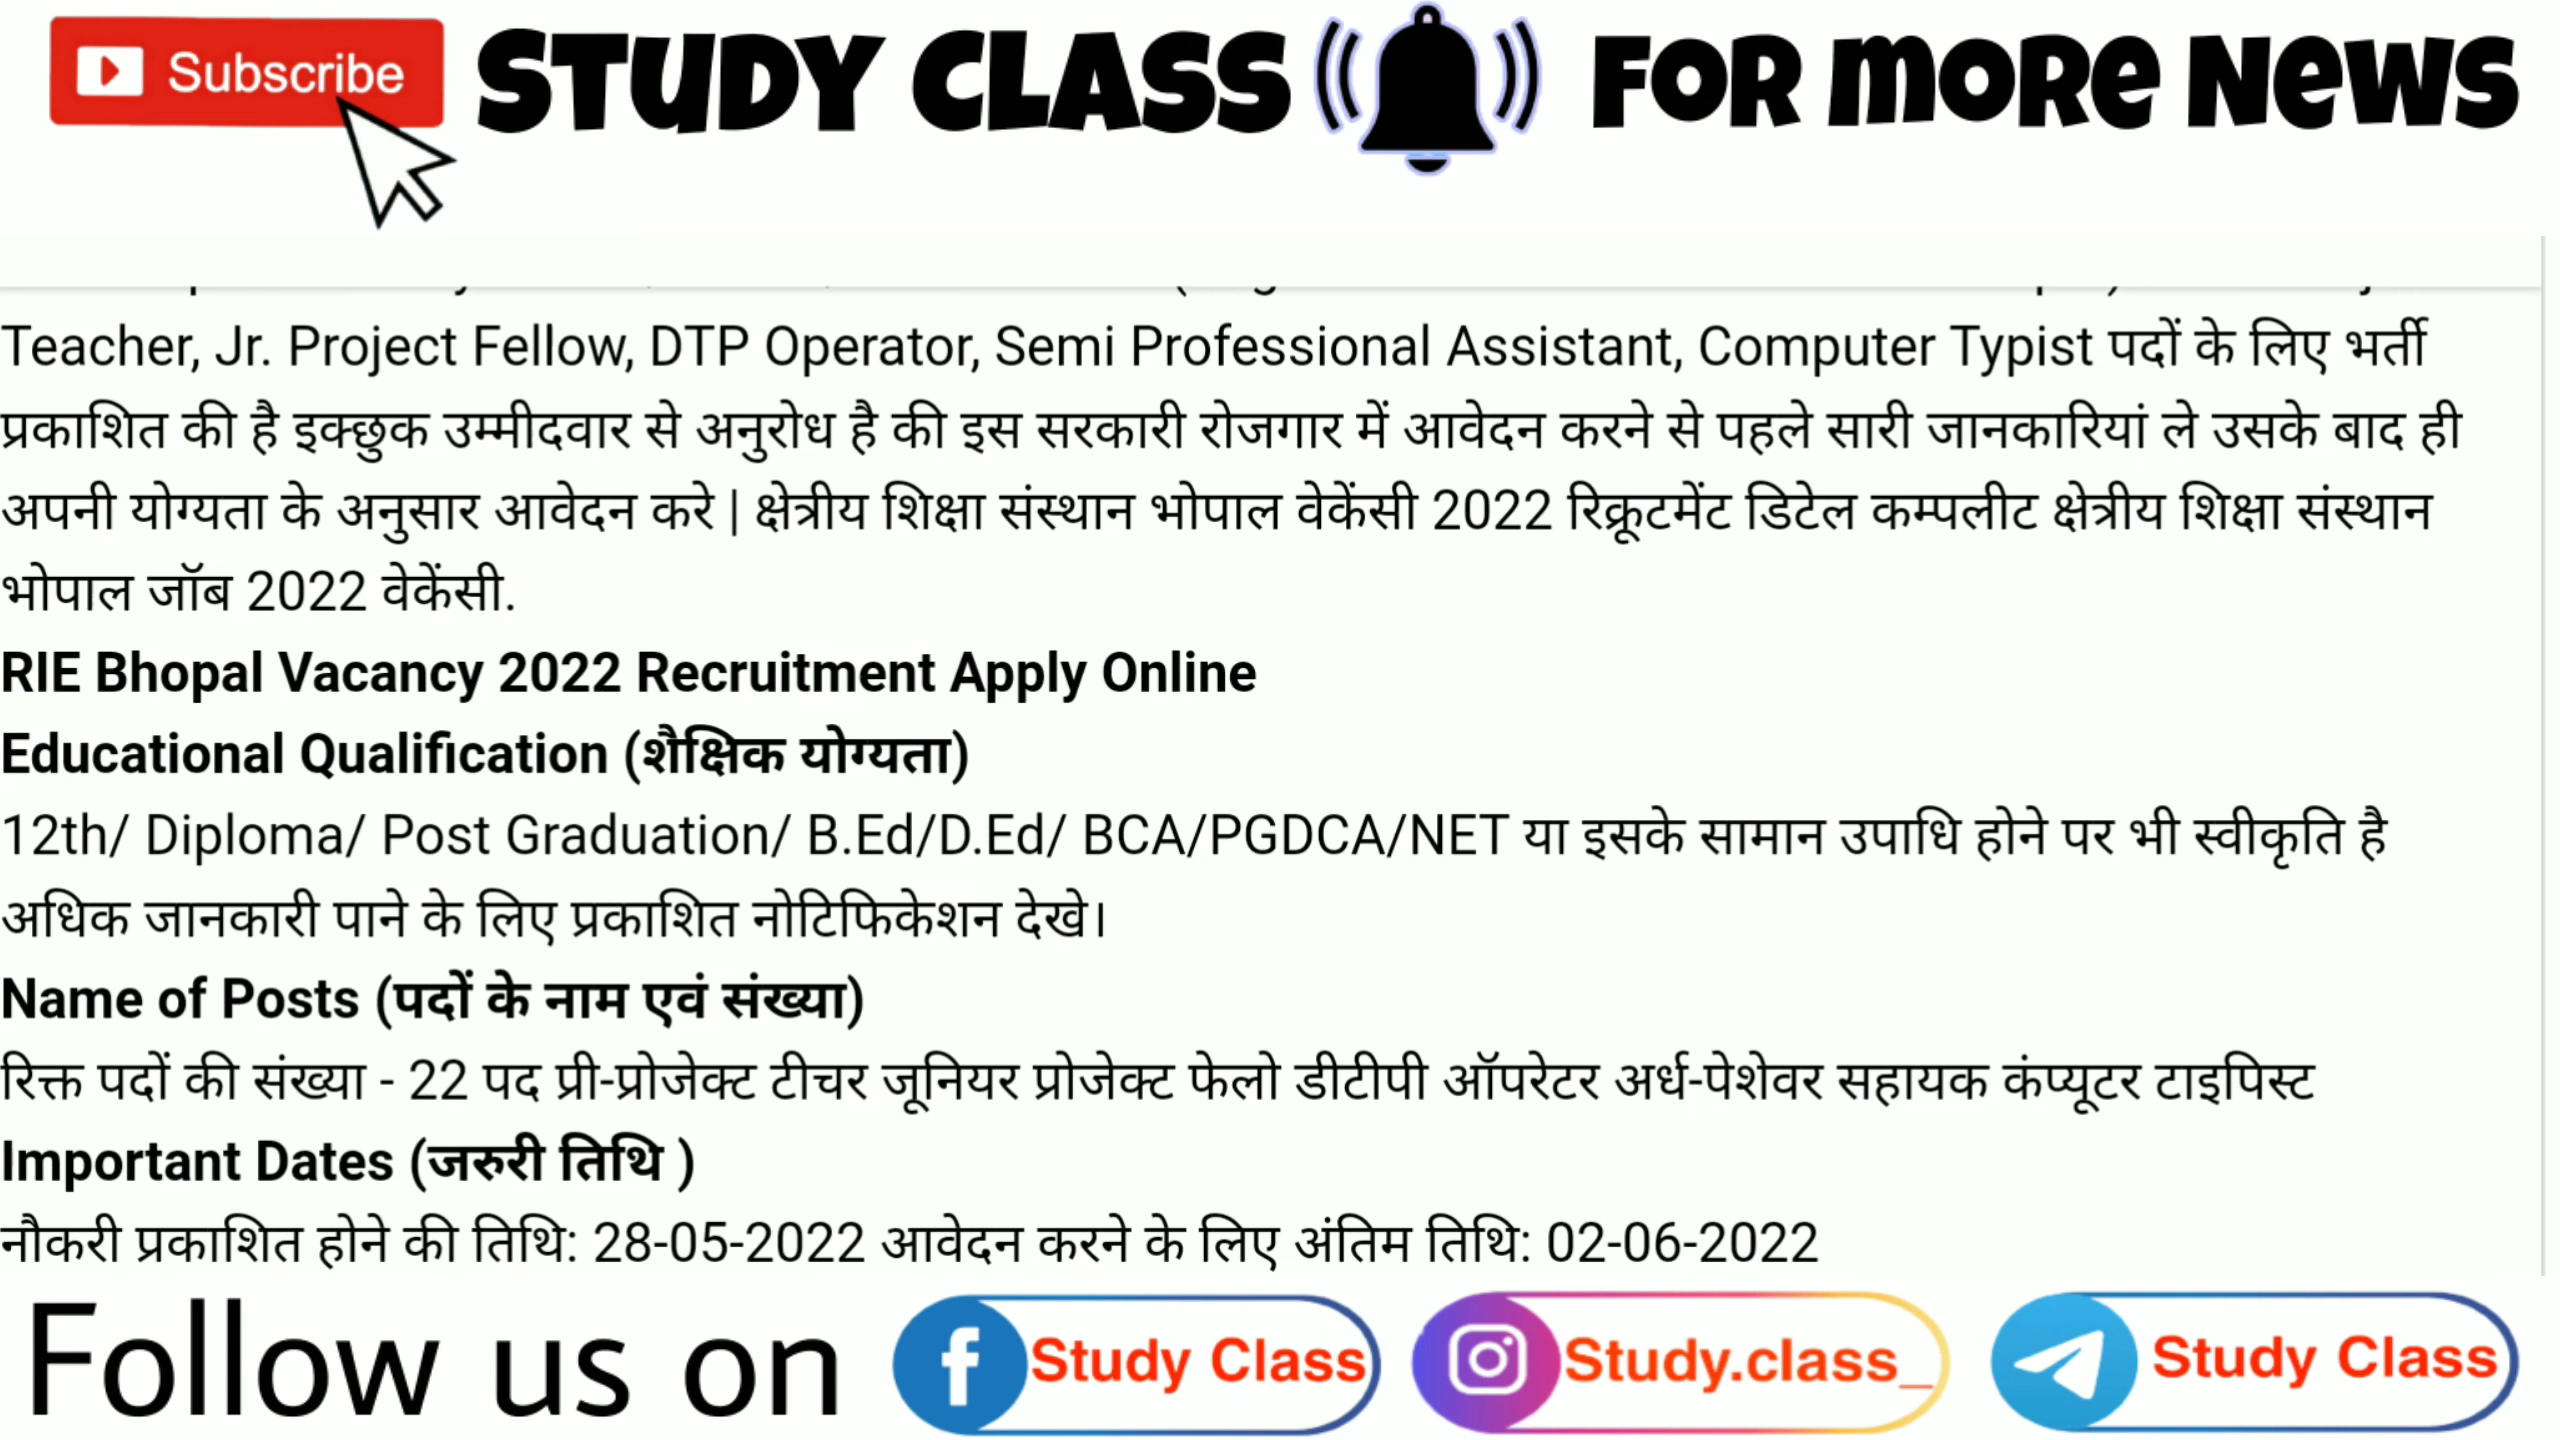 Subscribe STUDY CLASS FOR MORE NEWS
Teacher, Jr. Project Fellow, DTP Operator, Semi Professional Assistant, Computer Typist पदों के लिए भर्ती
प्रकाशित की है इक्छुक उम्मीदवार से अनुरोध है की इस सरकारी रोजगार में आवेदन करने से पहले सारी जानकारियां ले उसके बाद ही
अपनी योग्यता के अनुसार आवेदन करे | क्षेत्रीय शिक्षा संस्थान भोपाल वेकेंसी 2022 रिक्रूटमेंट डिटेल कम्पलीट क्षेत्रीय शिक्षा संस्थान
भोपाल जॉब 2022 वेकेंसी.
RIE Bhopal Vacancy 2022 Recruitment Apply Online
Educational Qualification (शैक्षिक योग्यता)
12th/ Diploma/ Post Graduation/ B.Ed/D.Ed/ BCA/PGDCA/NET या इसके सामान उपाधि होने पर भी स्वीकृति है
अधिक जानकारी पाने के लिए प्रकाशित नोटिफिकेशन देखे।
Name of Posts (पदों के नाम एवं संख्या)
रिक्त पदों की संख्या - 22 पद प्री-प्रोजेक्ट टीचर जूनियर प्रोजेक्ट फेलो डीटीपी ऑपरेटर अर्ध-पेशेवर सहायक कंप्यूटर टाइपिस्ट
Important Dates (जरुरी तिथि )
नौकरी प्रकाशित होने की तिथि: 28-05-2022 आवेदन करने के लिए अंतिम तिथि: 02-06-2022
Follow us on Study Class Study.class_ Study Class